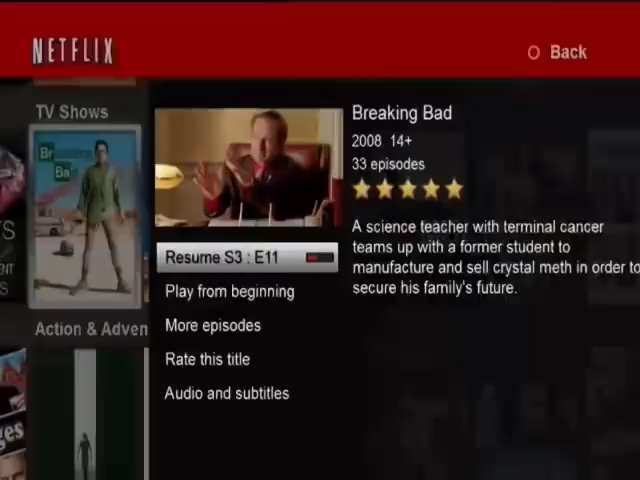 NETFLIX
Back
TV Shows
Breaking
Bad
Action & Adven
Breaking Bad
2008 14+
33 episodes
A science teacher with terminal cancer
teams up with a former student to
manufacture and sell crystal meth in order to
secure his family's future.
Resume S3 : E11
Play from beginning
More episodes
Rate this title
Audio and subtitles